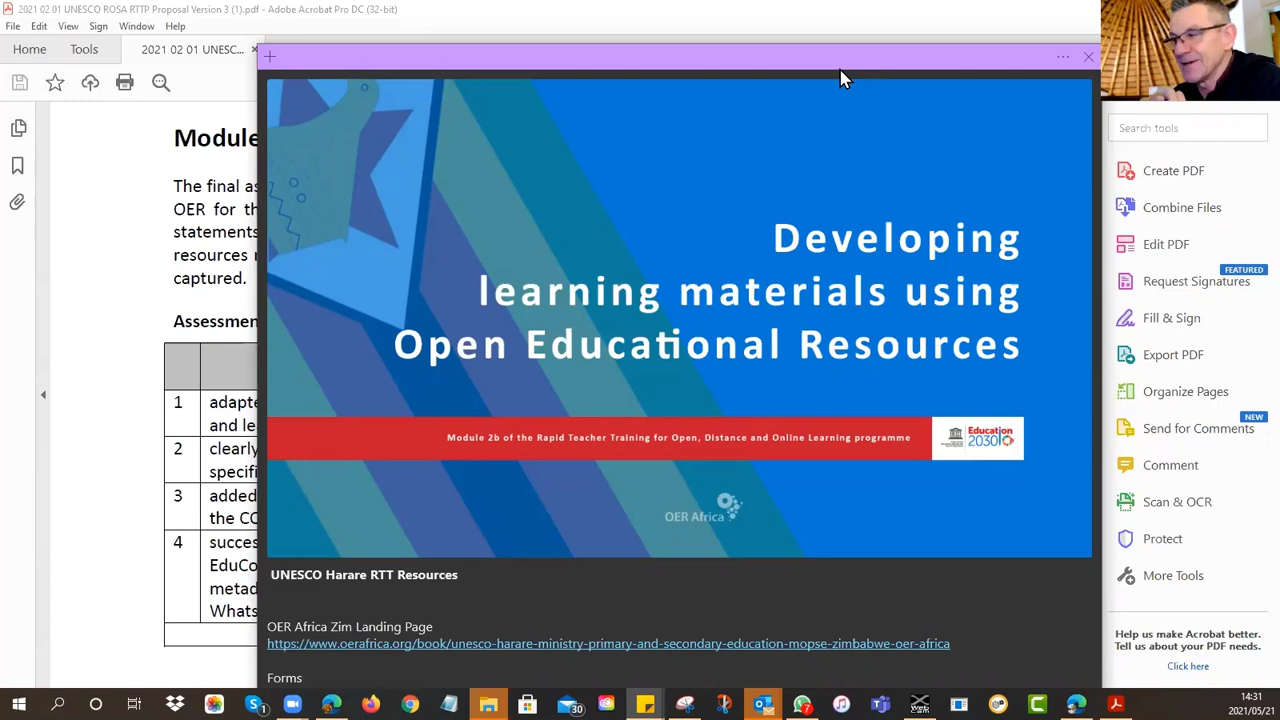 2021 02 01 UNESCO ROSA RTTP Proposal Version 3 (1).pdf - Adobe Acrobat Pro DC (32-bit)
File Edit View Sign Window Help
Home Tools 2021 02 01 UNESC... ×
Search tools
Module
The final as
OER for th
statements
resources r
captured.
Assessmen
1 adapte
and le
2 clearly
specifi
3 added
the CC
4 succes
EduCo
metad
Whats
Developing
learning materials using
Open Educational Resources
Module 2b of the Rapid Teacher Training for Open, Distance and Online Learning programme
Education
2030
OER Africa
UNESCO Harare RTT Resources
OER Africa Zim Landing Page
https://www.oerafrica.org/book/unesco-harare-ministry-primary-and-secondary-education-mopse-zimbabwe-oer-africa
Forms
Create PDF
Combine Files
Edit PDF
FEATURED
Request Signatures
Fill & Sign
Export PDF
Organize Pages
NEW
Send for Comments
Comment
Scan & OCR
Protect
More Tools
Help us make Acrobat better.
Tell us about your PDF needs.
Click here
30
7
14:31
2021/05/21